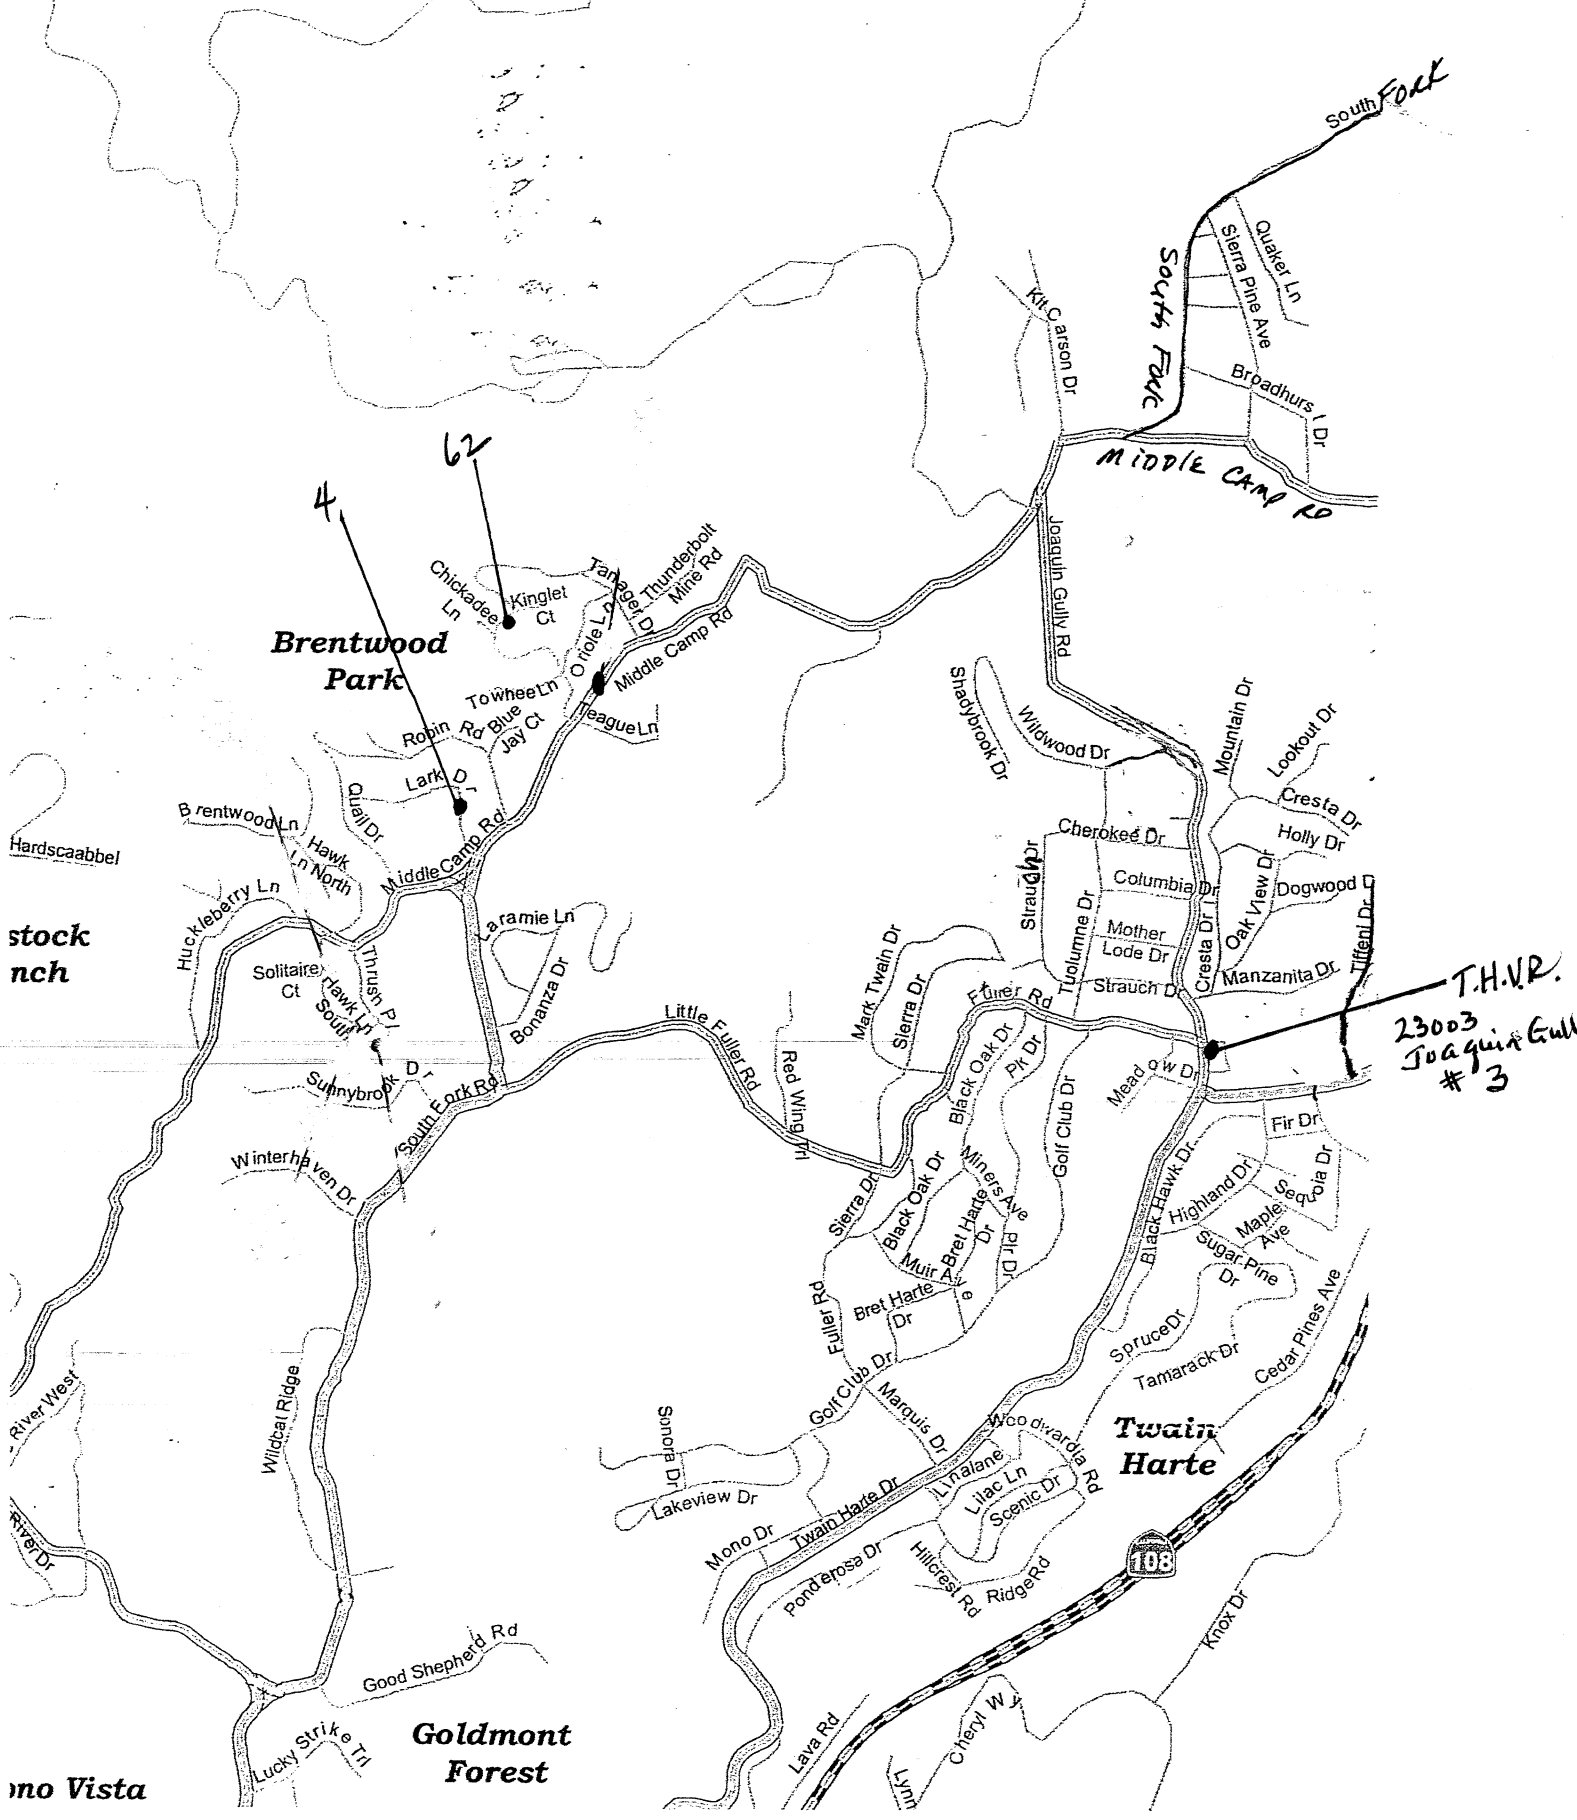 South FORK
Quaker Ln
Sierra Pine Ave
South Fork
Kit Carson Dr
Broadhurst Dr
MIDDLE CAMP RD
62
4
Joaquin Gully Rd
Thunderbolt
Mine Rd
Tanager Dr
Chickadee
Ln
Kinglet
Ct
Oriole Ln
Middle Camp Rd
Brentwood
Park
Towhee Ln
Teague Ln
Robin Rd
Blue
Jay Ct
Lark Dr
Quail Dr
Brentwood Ln
Hawk
Ln North
Middle Camp Rd
Hardscaabbel
Huckleberry Ln
stock
nch
Solitaire
Ct
Hawk Ln
South
Thrush Pl
Laramie Ln
Bonanza Dr
Sunnybrook Dr
South Fork Rd
Winterhaven Dr
Little Fuller Rd
Red Wing Trl
Shadybrook Dr
Wildwood Dr
Mountain Dr
Lookout Dr
Cresta Dr
Holly Dr
Cherokee Dr
Strauch Dr
Columbia Dr
Oak View Dr
Dogwood D
Tuolumne Dr
Mother
Lode Dr
Cresta Dr
Tiffeni Dr
Manzanita Dr
Strauch Dr
Mark Twain Dr
Sierra Dr
Fuller Rd
T.H.V.R.
23003
Joaquin Gull
# 3
Black Oak Dr
Pk Dr
Meadow Dr
Golf Club Dr
Fir Dr
Black Hawk Dr
Highland Dr
Sequoia Dr
Maple
Ave
Sugar Pine
Dr
Miners Ave
Black Oak Dr
Sierra Dr
Bret Harte
Dr
Plr Dr
Muir Ave
Bret Harte
Dr
Fuller Rd
Spruce Dr
Tamarack Dr
Cedar Pines Ave
Golf Club Dr
Marquis Dr
Woodwardia Rd
Twain
Harte
River West
Wildcat Ridge
Sonora Dr
Lakeview Dr
Linalane
Lilac Ln
Scenic Dr
Twain Harte Dr
Mono Dr
Ponderosa Dr
Hillcrest Rd
Ridge Rd
108
River Dr
Knox Dr
Good Shepherd Rd
Goldmont
Forest
Lucky Strike Trl
Lava Rd
Cheryl Wy
Lynn
ono Vista